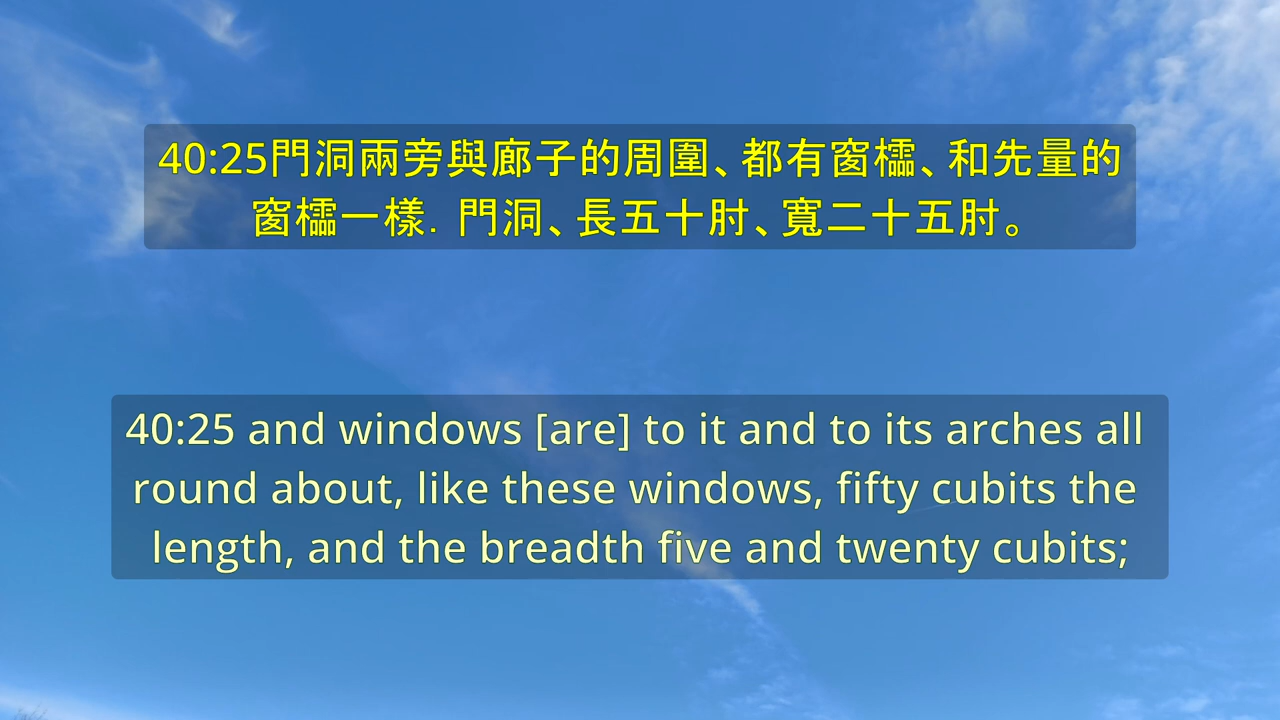 40:25門洞兩旁與廊子的周圍、都有窗櫺、和先量的
窗櫺一樣．門洞、長五十肘、寬二十五肘。
40:25 and windows [are] to it and to its arches all
round about, like these windows, fifty cubits the
length, and the breadth five and twenty cubits;